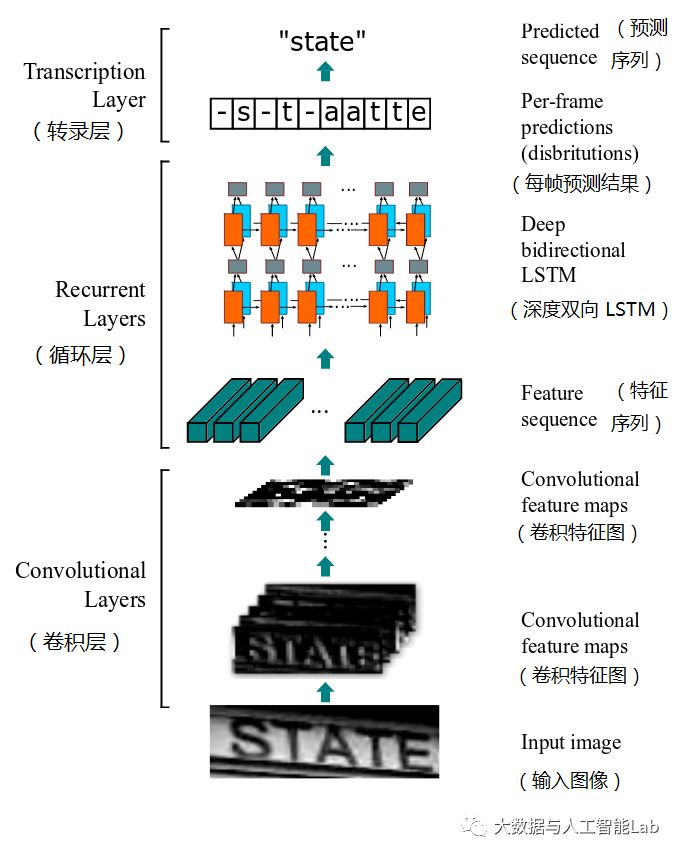 "state"
Predicted （预测
sequence 序列）
Transcription
Layer
（转录层）
-s-t-aatte
Per-frame
predictions
(disbritutions)
（每帧预测结果）
Recurrent
Layers
（循环层）
Deep
bidirectional
LSTM
（深度双向 LSTM）
Feature （特征
sequence 序列）
Convolutional
feature maps
（卷积特征图）
Convolutional
Layers
（卷积层）
STATE
Convolutional
feature maps
（卷积特征图）
STATE
Input image
（输入图像）
大数据与人工智能Lab